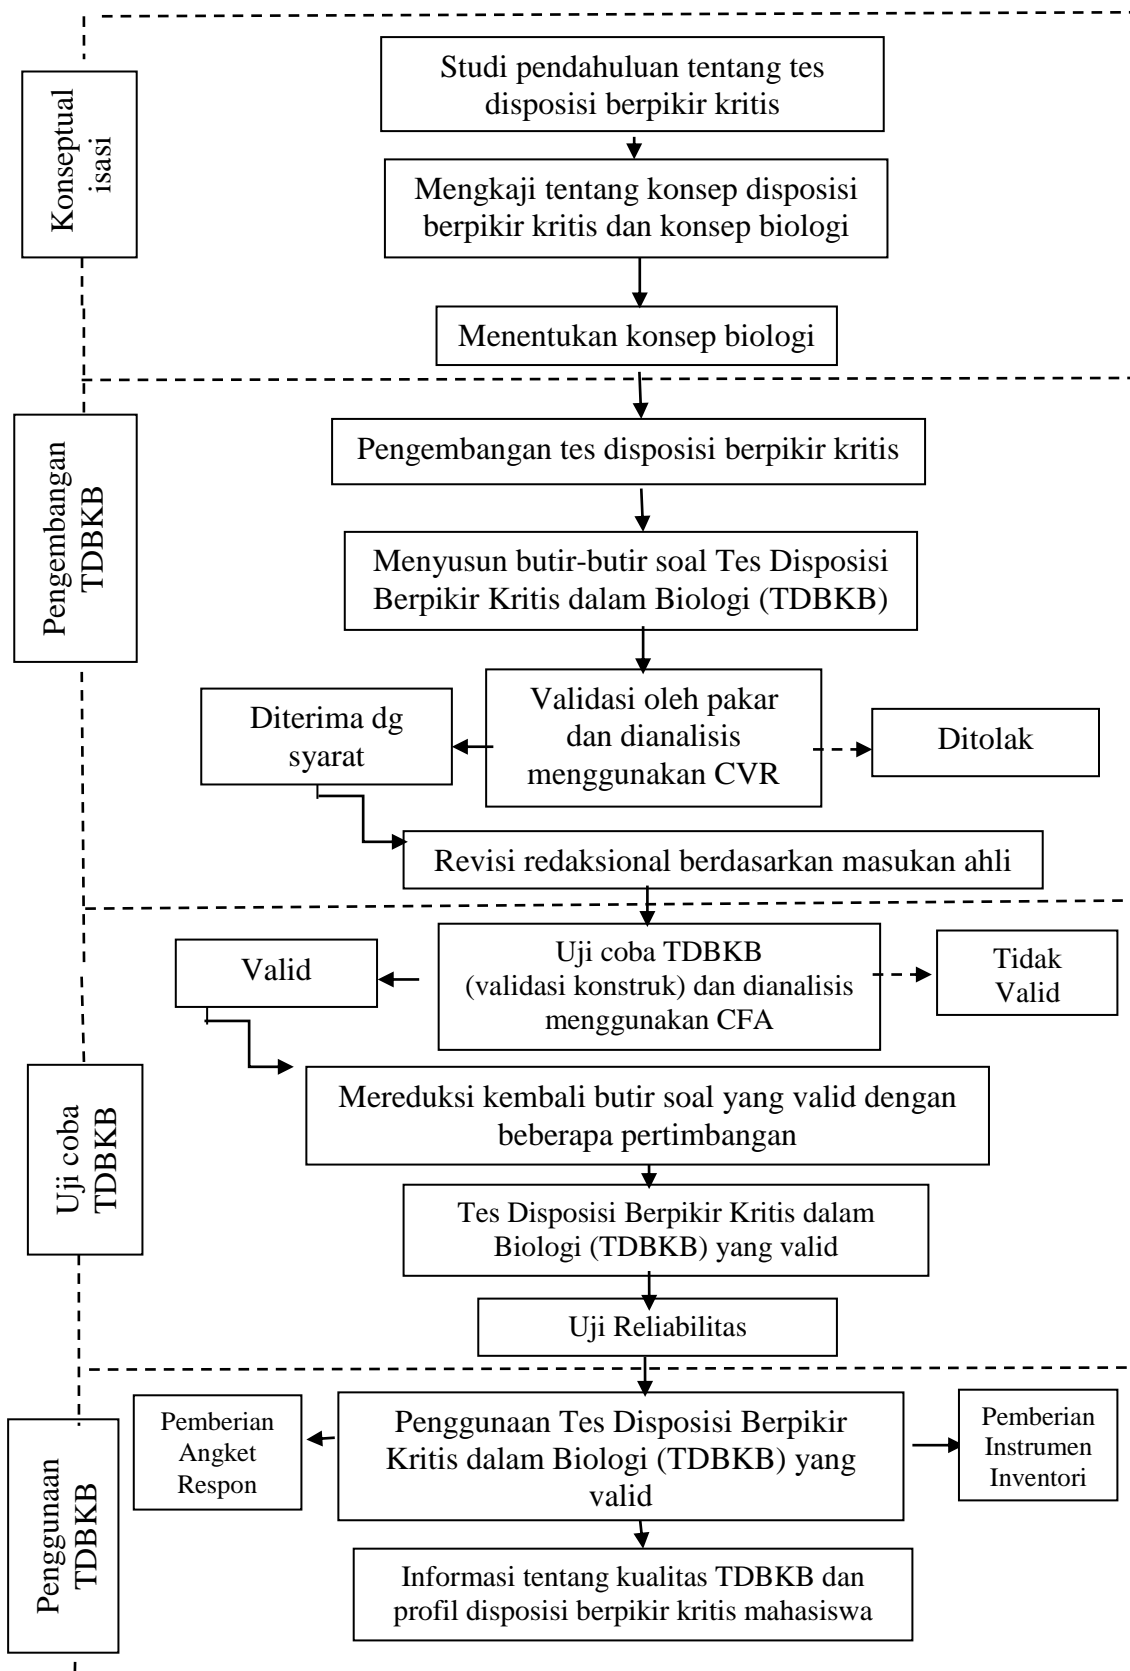 Konseptual
isasi
Studi pendahuluan tentang tes
disposisi berpikir kritis
Mengkaji tentang konsep disposisi
berpikir kritis dan konsep biologi
Menentukan konsep biologi
Pengembangan
TDBKB
Pengembangan tes disposisi berpikir kritis
Menyusun butir-butir soal Tes Disposisi
Berpikir Kritis dalam Biologi (TDBKB)
Diterima dg
syarat
Validasi oleh pakar
dan dianalisis
menggunakan CVR
Ditolak
Revisi redaksional berdasarkan masukan ahli
Uji coba
TDBKB
Valid
Uji coba TDBKB
(validasi konstruk) dan dianalisis
menggunakan CFA
Tidak
Valid
Mereduksi kembali butir soal yang valid dengan
beberapa pertimbangan
Tes Disposisi Berpikir Kritis dalam
Biologi (TDBKB) yang valid
Uji Reliabilitas
Penggunaan
TDBKB
Pemberian
Angket
Respon
Penggunaan Tes Disposisi Berpikir
Kritis dalam Biologi (TDBKB) yang
valid
Pemberian
Instrumen
Inventori
Informasi tentang kualitas TDBKB dan
profil disposisi berpikir kritis mahasiswa